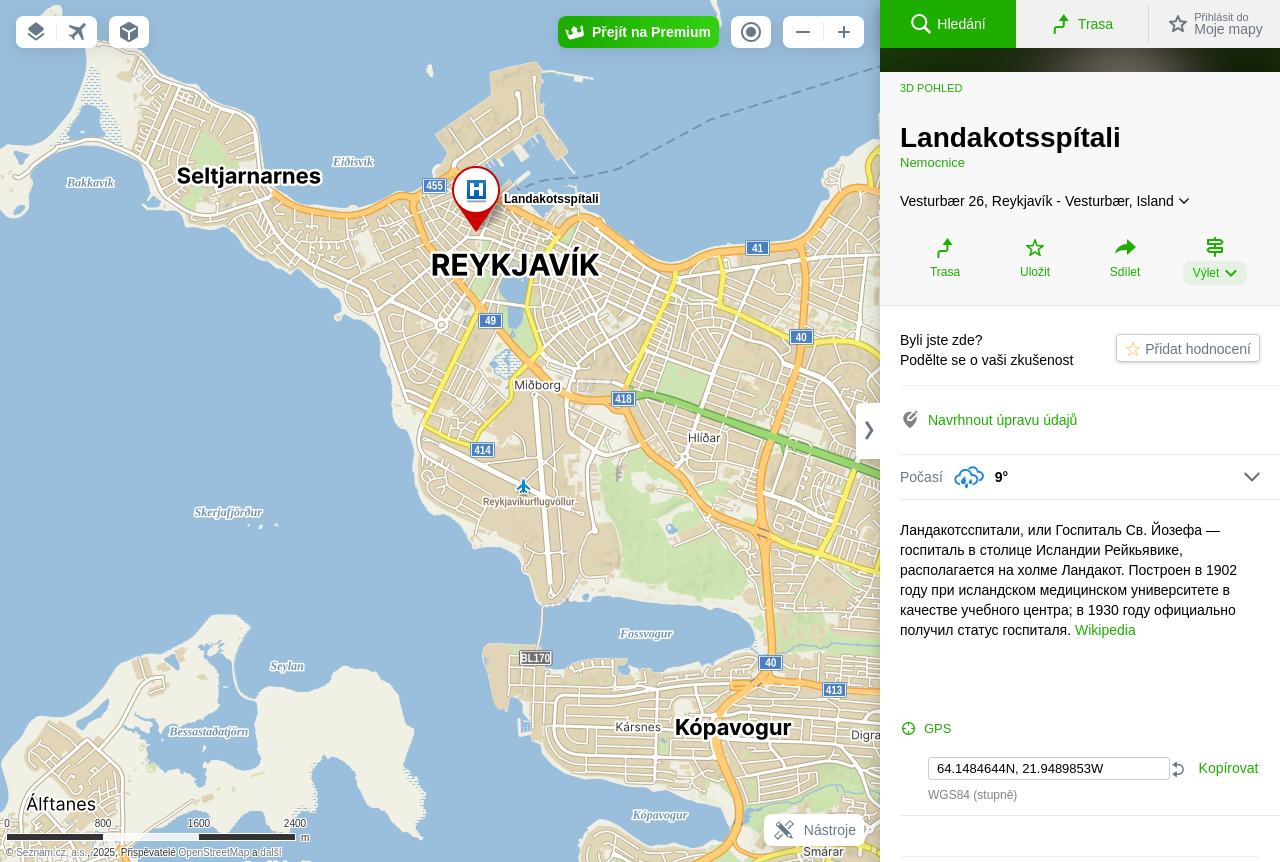 Přejít na Premium
Hledání
Trasa
Přihlásit do
Moje mapy
3D POHLED
Landakotsspítali
Nemocnice
Vesturbær 26, Reykjavík - Vesturbær, Island
Trasa
Uložit
Sdílet
Výlet
Byli jste zde?
Podělte se o vaši zkušenost
Přidat hodnocení
Navrhnout úpravu údajů
Počasí
9°
Ландакотсспитали, или Госпиталь Св. Йозефа —
госпиталь в столице Исландии Рейкьявике,
располагается на холме Ландакот. Построен в 1902
году при исландском медицинском университете в
качестве учебного центра; в 1930 году официально
получил статус госпиталя. Wikipedia
GPS
64.1484644N, 21.9489853W
Kopírovat
WGS84 (stupně)
Eiðisvík
Seltjarnarnes
Bakkavík
455
H
Landakotsspítali
REYKJAVÍK
41
49
40
Miðborg
418
Hlíðar
414
Reykjavíkurflugvöllur
Skerjafjörður
Fossvogur
BL170
40
Seylan
413
Bessastaðatjörn
Kársnes
Kópavogur
Digra
Álftanes
Kópavogur
Nástroje
Smárar
0
800
1600
2400
m
© Seznam.cz, a.s., 2025, Přispěvatelé OpenStreetMap a další